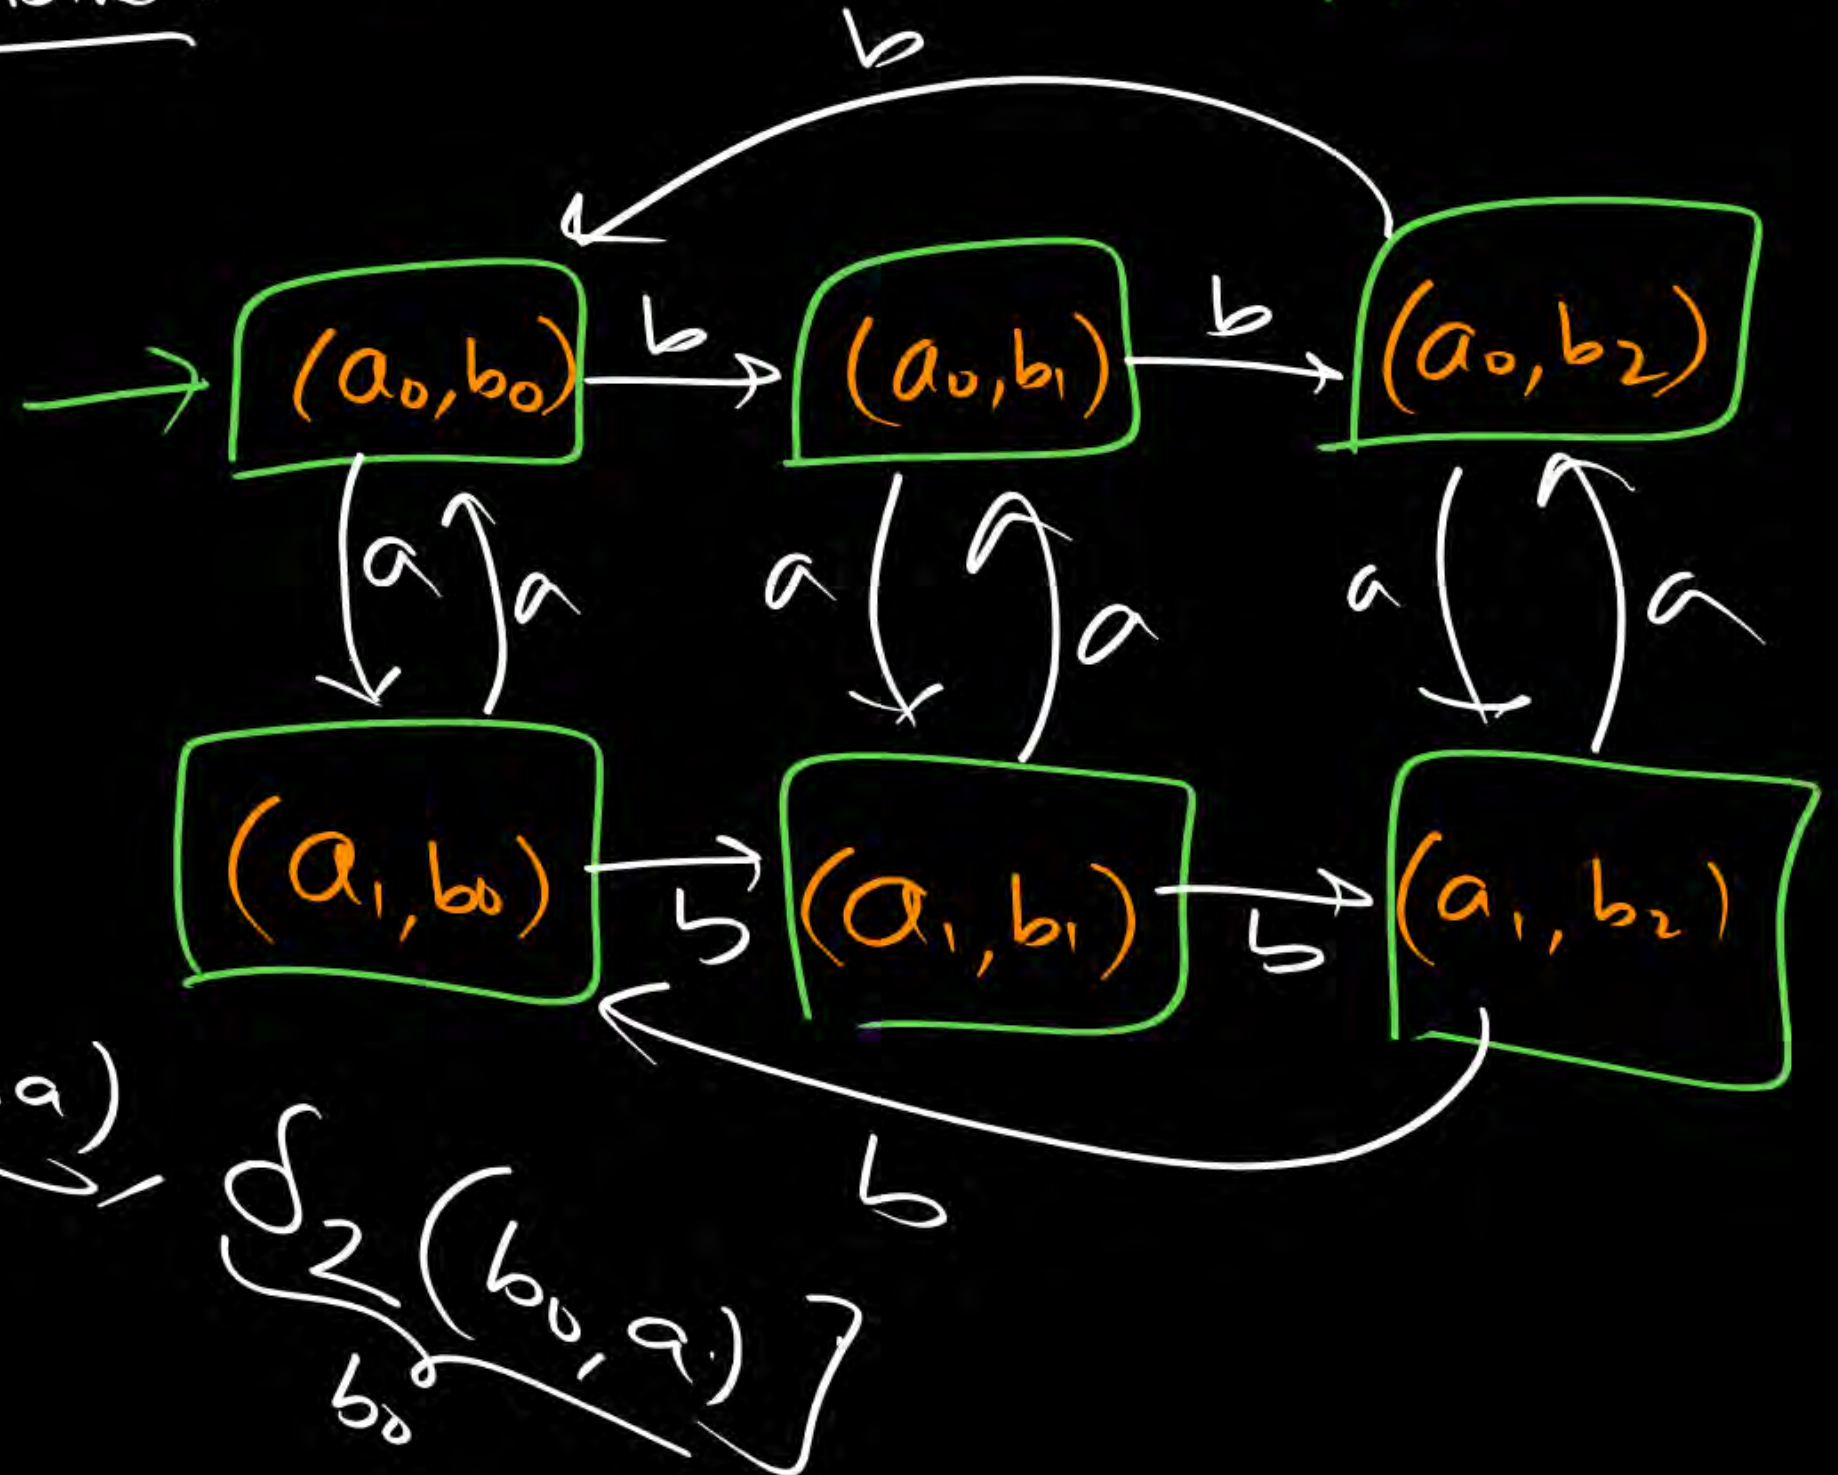 b
(a₀,b₀) b (a₀,b₁) b (a₀,b₂)
a a a a a a
(a₁,b₀) b (a₁,b₁) b (a₁,b₂)
b
a), δ₂(b₀,a)]
b₀